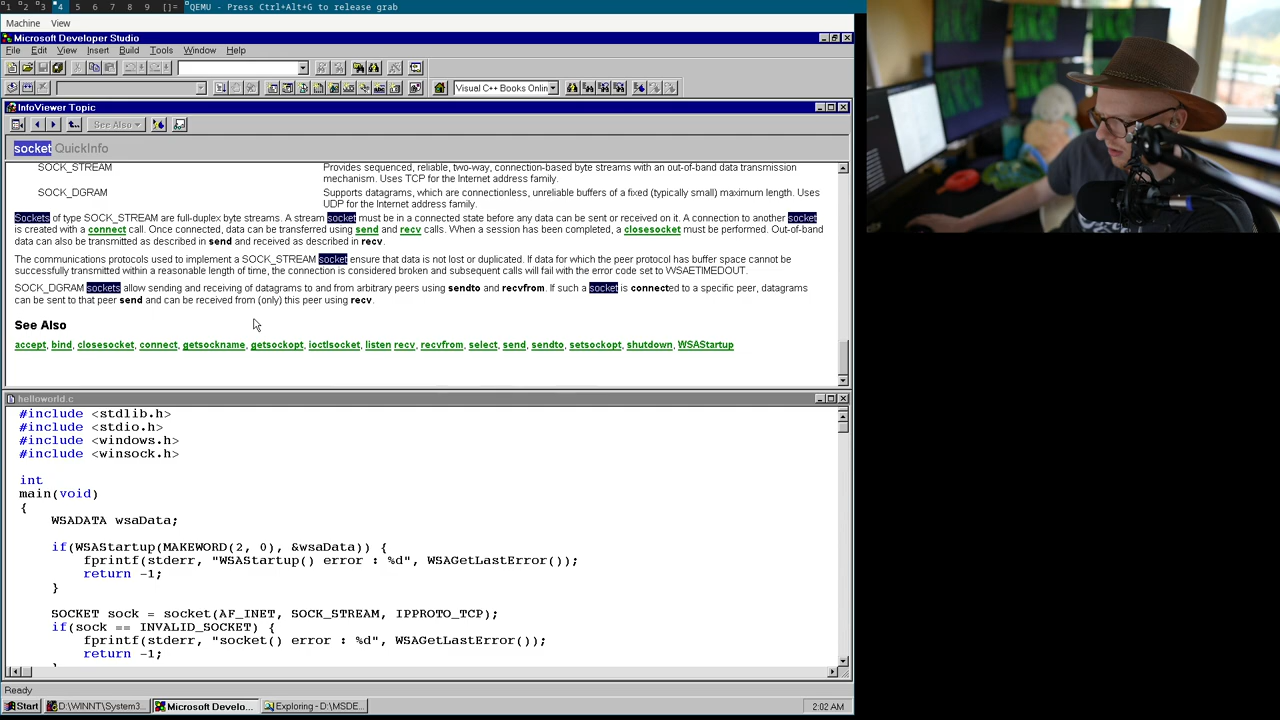 1 2 3 4 5 6 7 8 9 []= QEMU - Press Ctrl+Alt+G to release grab
Machine View
Microsoft Developer Studio
File Edit View Insert Build Tools Window Help
Visual C++ Books Onlin
InfoViewer Topic
See Also
socket QuickInfo
SOCK_STREAM Provides sequenced, reliable, two-way, connection-based byte streams with an out-of-band data transmission
mechanism. Uses TCP for the Internet address family.
SOCK_DGRAM Supports datagrams, which are connectionless, unreliable buffers of a fixed (typically small) maximum length. Uses
UDP for the Internet address family.
Sockets of type SOCK_STREAM are full-duplex byte streams. A stream socket must be in a connected state before any data can be sent or received on it. A connection to another socket
is created with a connect call. Once connected, data can be transferred using send and recv calls. When a session has been completed, a closesocket must be performed. Out-of-band
data can also be transmitted as described in send and received as described in recv.
The communications protocols used to implement a SOCK_STREAM socket ensure that data is not lost or duplicated. If data for which the peer protocol has buffer space cannot be
successfully transmitted within a reasonable length of time, the connection is considered broken and subsequent calls will fail with the error code set to WSAETIMEDOUT.
SOCK_DGRAM sockets allow sending and receiving of datagrams to and from arbitrary peers using sendto and recvfrom. If such a socket is connected to a specific peer, datagrams
can be sent to that peer send and can be received from (only) this peer using recv.
See Also
accept, bind, closesocket, connect, getsockname, getsockopt, ioctlsocket, listen recv, recvfrom, select, send, sendto, setsockopt, shutdown, WSAStartup
helloworld.c
#include <stdlib.h>
#include <stdio.h>
#include <windows.h>
#include <winsock.h>
int
main(void)
{
WSADATA wsaData;
if(WSAStartup(MAKEWORD(2, 0), &wsaData)) {
fprintf(stderr, "WSAStartup() error : %d", WSAGetLastError());
return -1;
}
SOCKET sock = socket(AF_INET, SOCK_STREAM, IPPROTO_TCP);
if(sock == INVALID_SOCKET) {
fprintf(stderr, "socket() error : %d", WSAGetLastError());
return -1;
}
Ready
Start D:\WINNT\System3... Microsoft Develo... Exploring - D:\MSDE... 2:02 AM